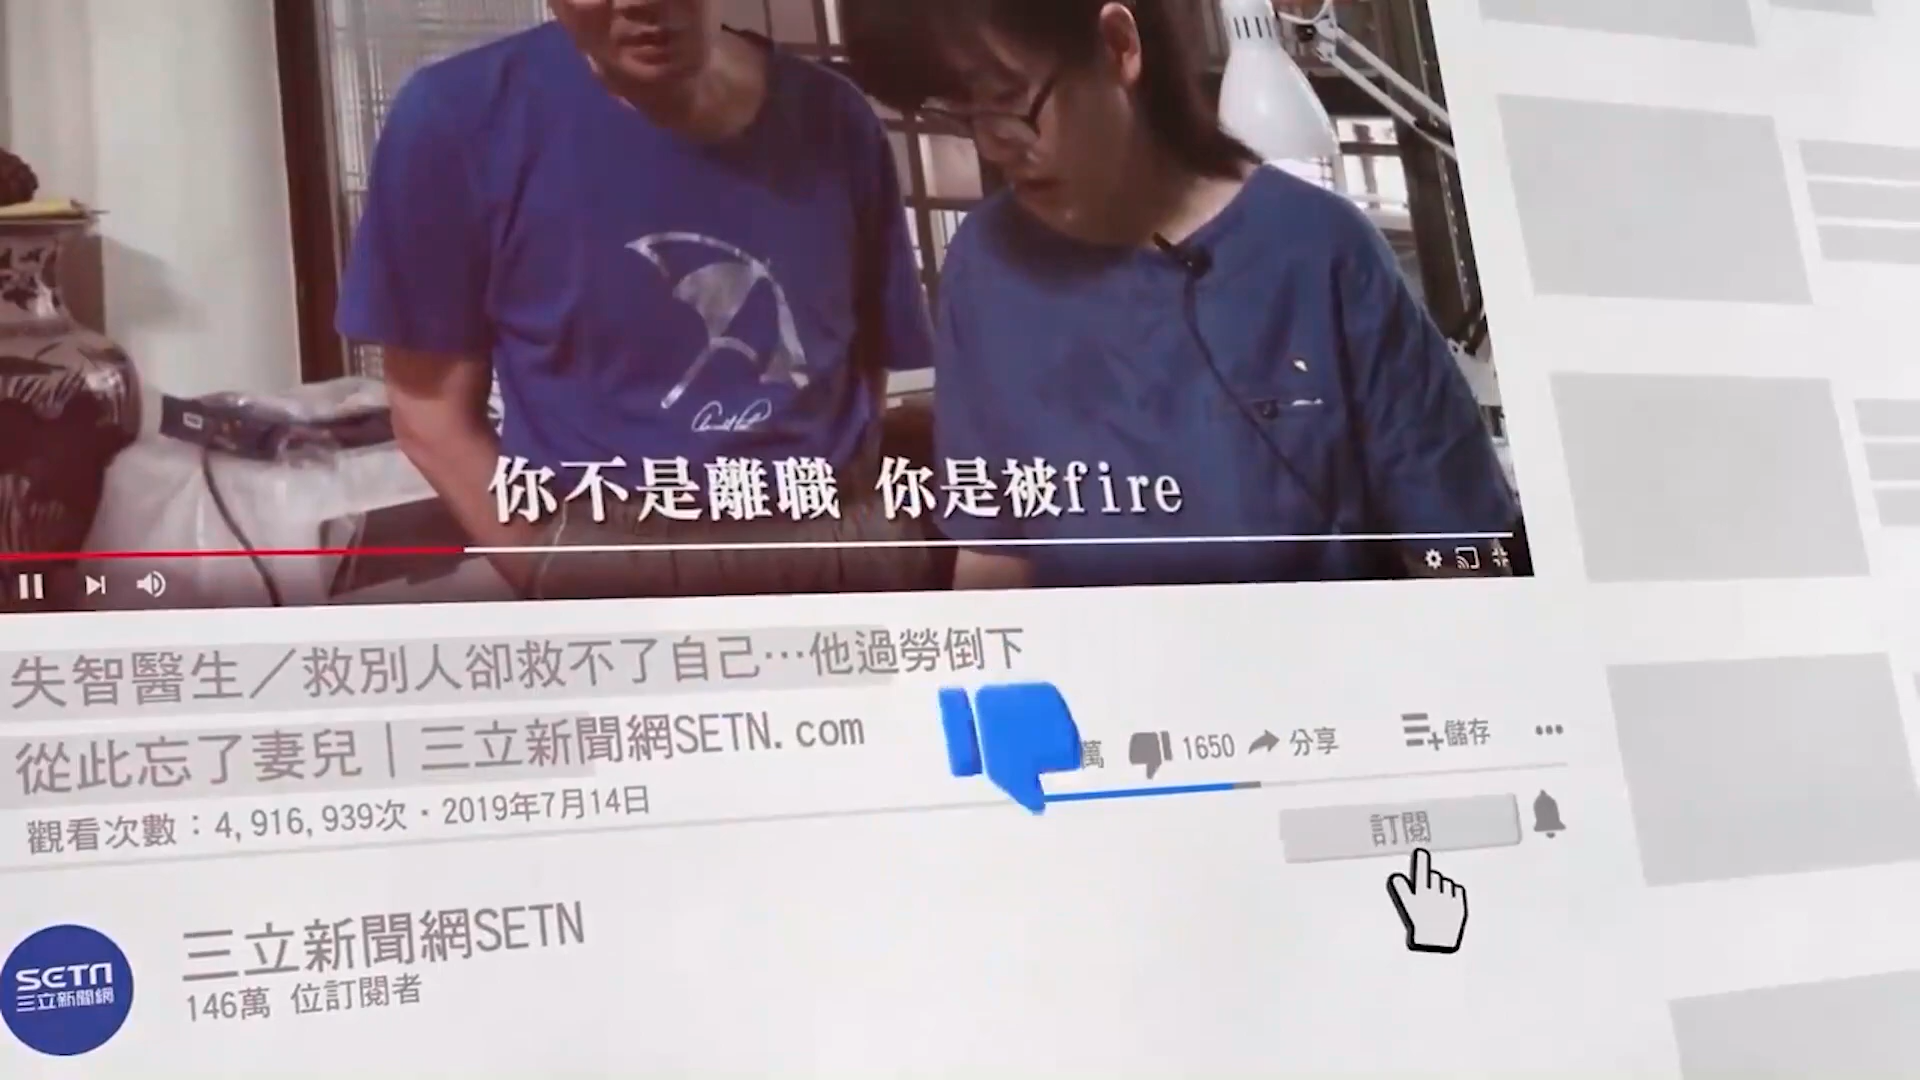 你不是離職 你是被fire
失智醫生／救別人卻救不了自己…他過勞倒下
從此忘了妻兒｜三立新聞網SETN.com
萬 1650 分享 儲存
觀看次數：4,916,939次・2019年7月14日
訂閱
SETN
三立新聞網
三立新聞網SETN
146萬 位訂閱者